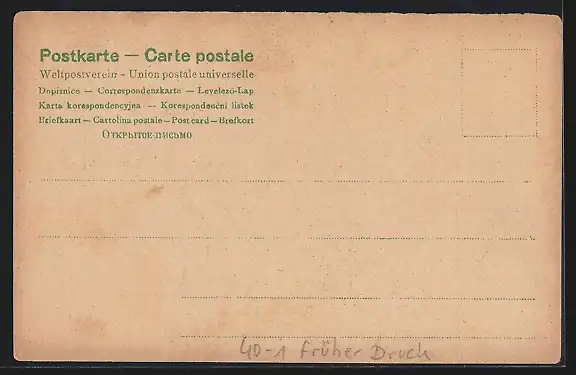 Postkarte — Carte postale
Weltpostverein - Union postale universelle
Dopisnice — Correspondenzkarte — Levelező-Lap
Karta korespondencyjna — Korespondenční lístek
Briefkaart — Cartolina postale — Post card — Brefkort
Открытое-письмо
40-1 früher Druck